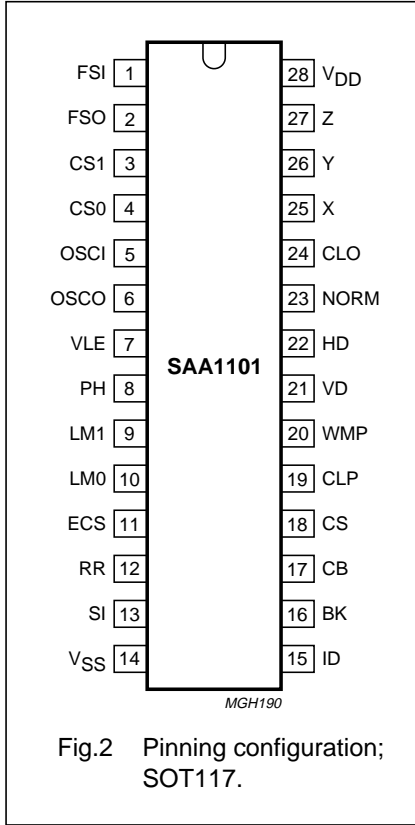 FSI 1 28 VDD
FSO 2 27 Z
CS1 3 26 Y
CS0 4 25 X
OSCI 5 24 CLO
OSCO 6 23 NORM
VLE 7 22 HD
SAA1101
PH 8 21 VD
LM1 9 20 WMP
LM0 10 19 CLP
ECS 11 18 CS
RR 12 17 CB
SI 13 16 BK
VSS 14 15 ID
MGH190
Fig.2 Pinning configuration;
SOT117.